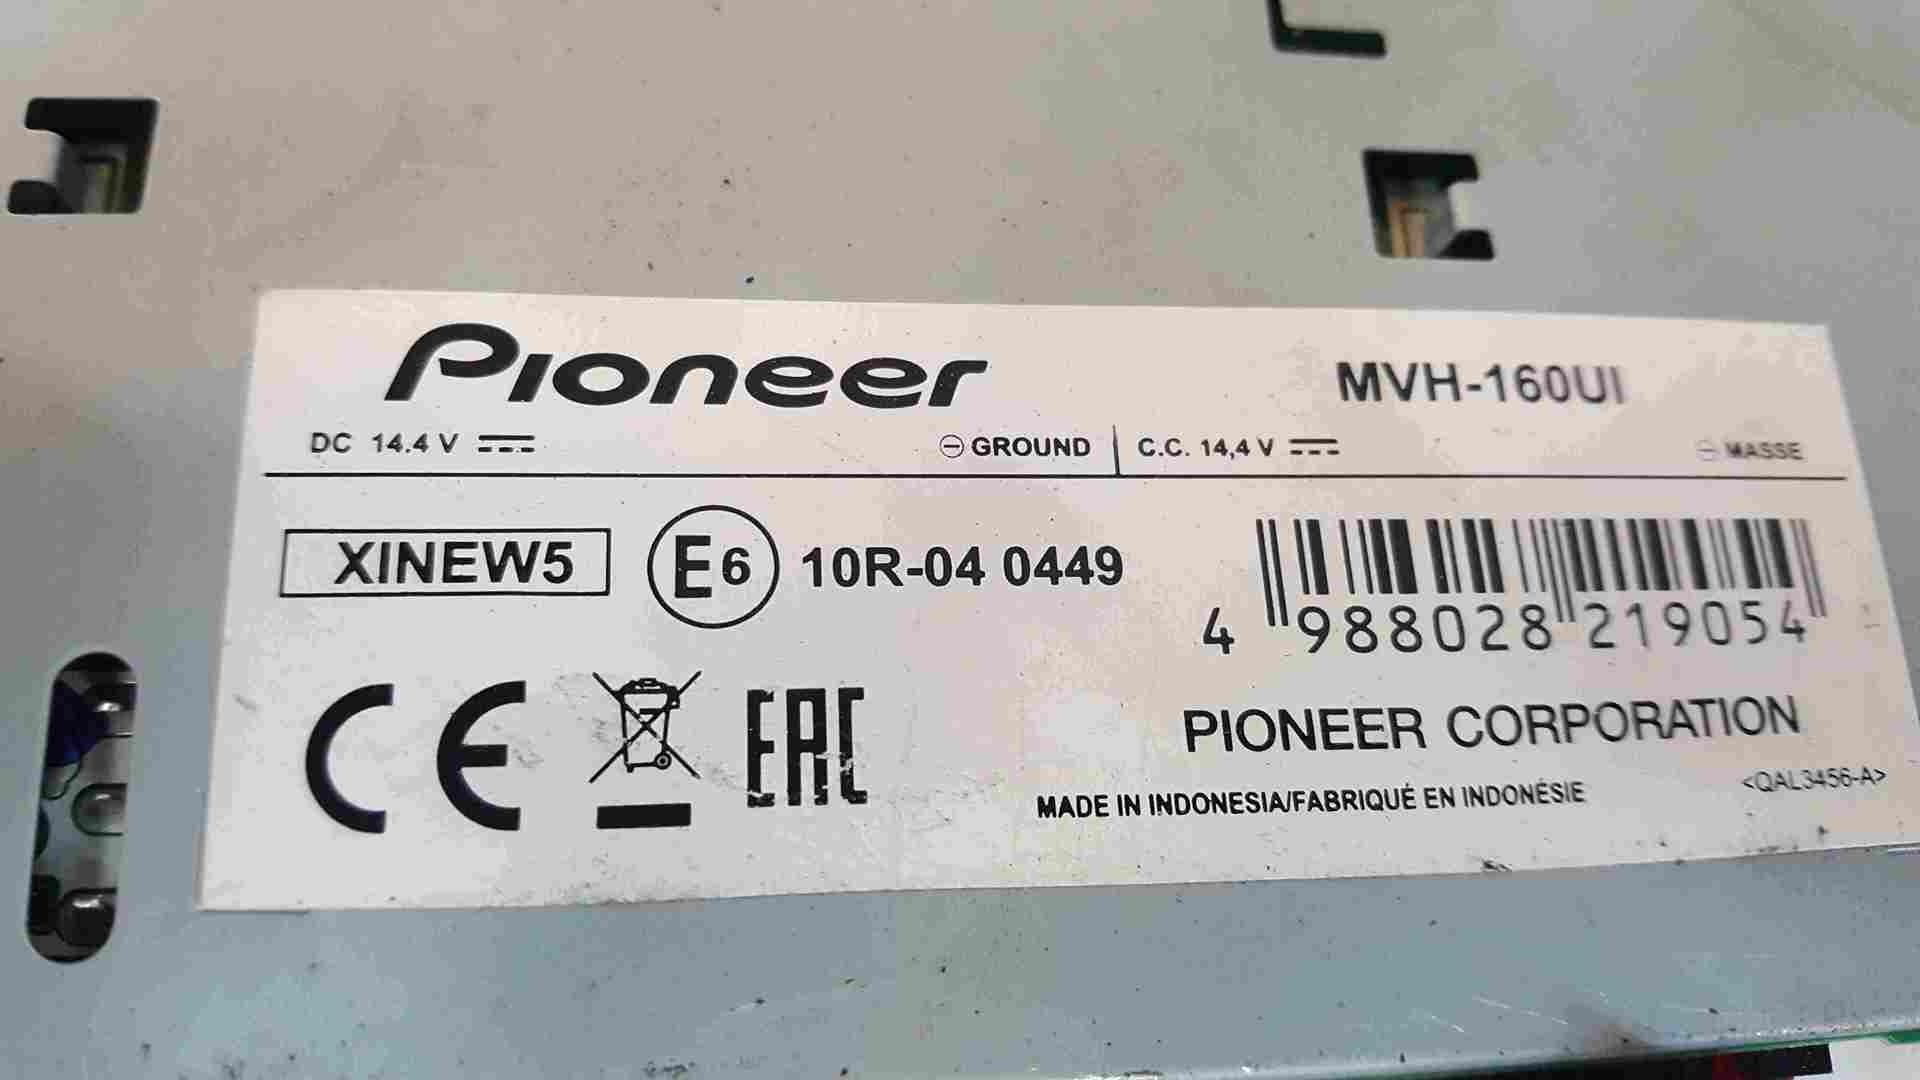 Pioneer MVH-160UI
DC 14.4 V ⊖ GROUND C.C. 14,4 V ⊖ MASSE
XINEW5 E6 10R-04 0449
4 988028 219054
CE EAC
PIONEER CORPORATION
MADE IN INDONESIA/FABRIQUÉ EN INDONÉSIE <QAL3456-A>